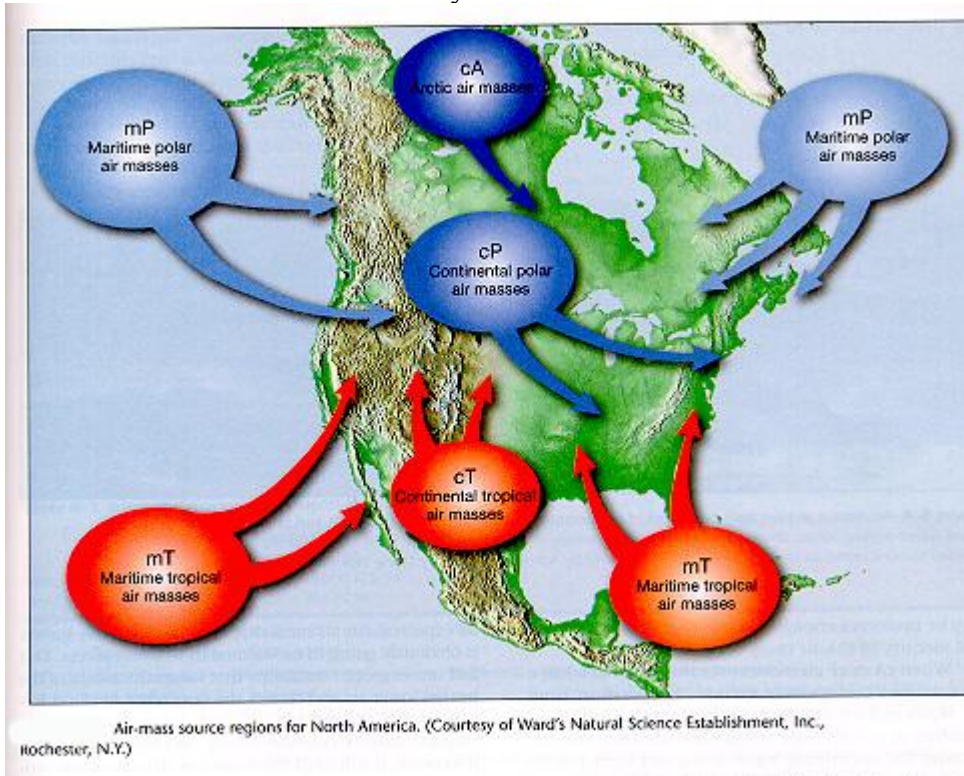 cA
Arctic air masses
mP
Maritime polar
air masses
mP
Maritime polar
air masses
cP
Continental polar
air masses
cT
Continental tropical
air masses
mT
Maritime tropical
air masses
mT
Maritime tropical
air masses
Air-mass source regions for North America. (Courtesy of Ward's Natural Science Establishment, Inc.,
Rochester, N.Y.)